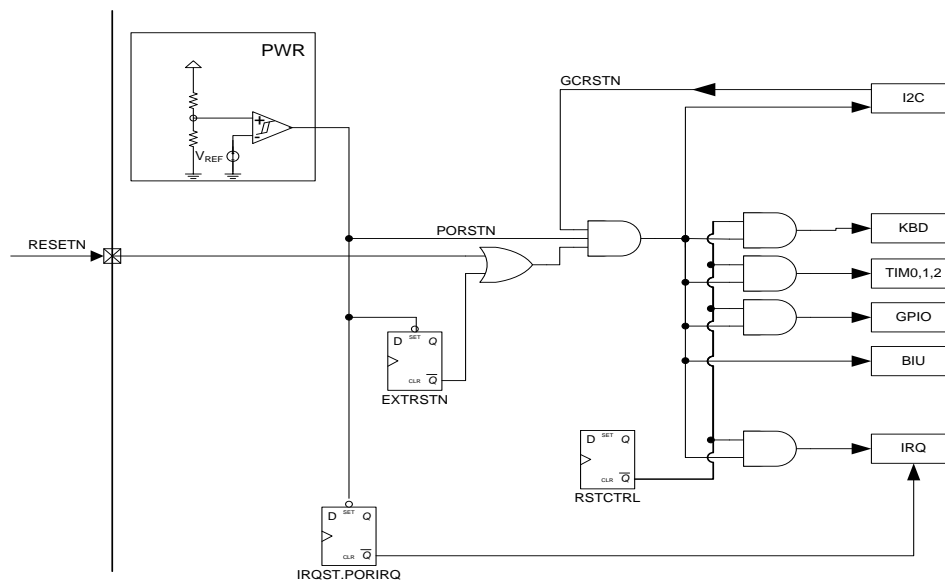 PWR
VREF
+
-
GCRSTN
I2C
RESETN
PORSTN
KBD
TIM0,1,2
GPIO
BIU
D SET Q
CLR Q
EXTRSTN
D SET Q
CLR Q
RSTCTRL
IRQ
D SET Q
CLR Q
IRQST.PORIRQ